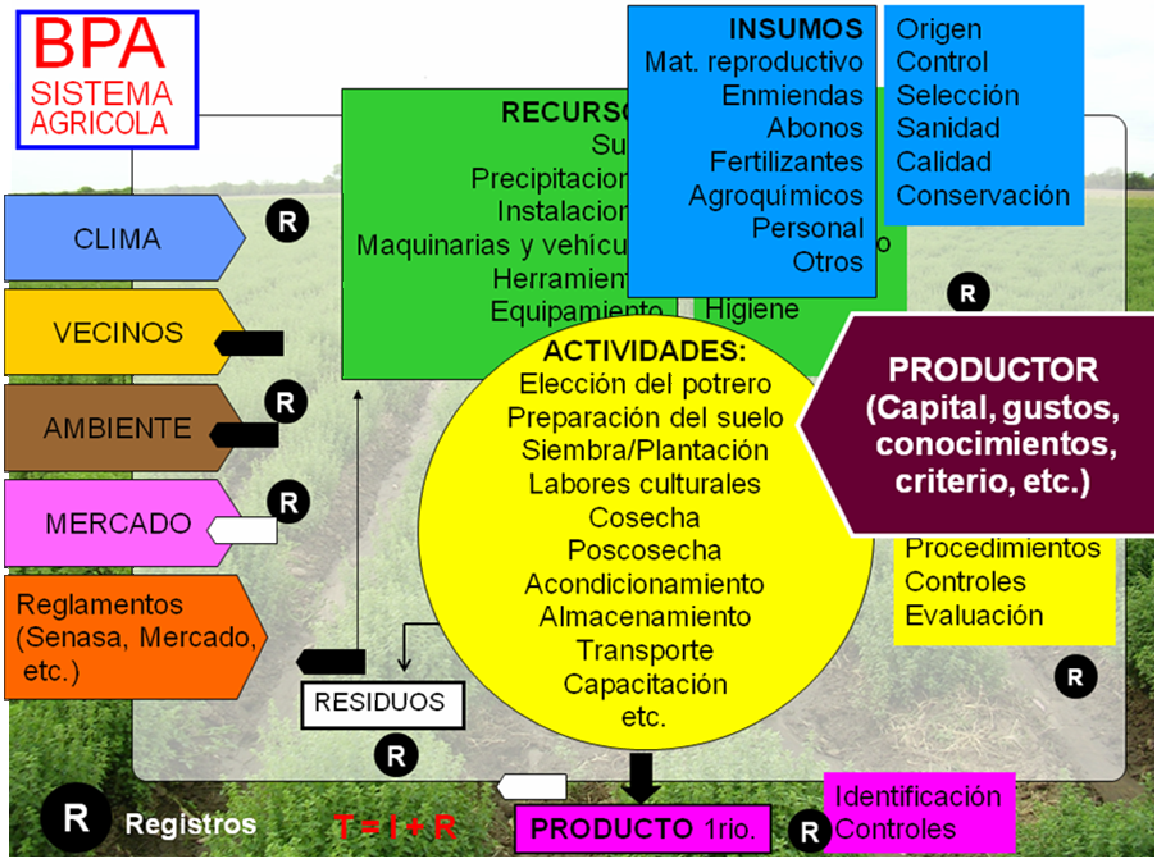 BPA
SISTEMA
AGRICOLA
INSUMOS
Mat. reproductivo
Enmiendas
Abonos
Fertilizantes
Agroquímicos
Personal
Otros
Origen
Control
Selección
Sanidad
Calidad
Conservación
Equipamiento
Higiene
CLIMA
R
VECINOS
AMBIENTE
R
MERCADO
R
Reglamentos
(Senasa, Mercado,
etc.)
R
PRODUCTOR
(Capital, gustos,
conocimientos,
criterio, etc.)
ACTIVIDADES:
Elección del potrero
Preparación del suelo
Siembra/Plantación
Labores culturales
Cosecha
Poscosecha
Acondicionamiento
Almacenamiento
Transporte
Capacitación
etc.
Procedimientos
Controles
Evaluación
R
RESIDUOS
R
R
Registros
T = I + R
PRODUCTO 1rio.
R
Identificación
Controles